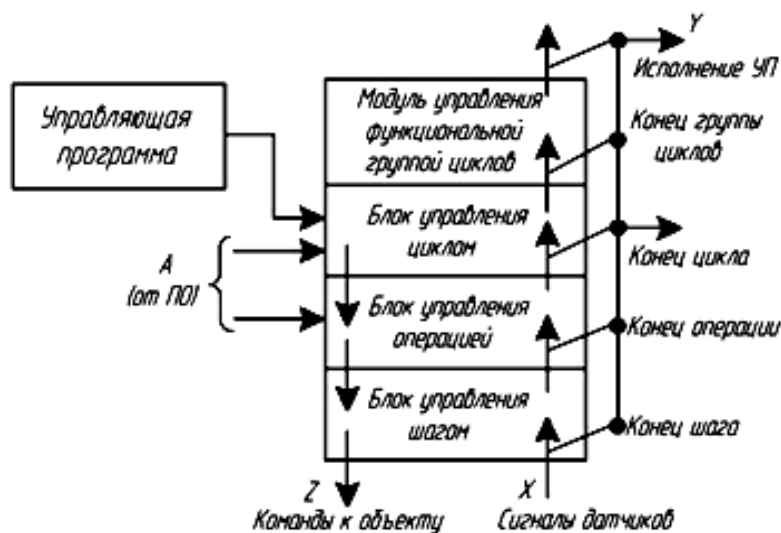 Y
Исполнение УП
Управляющая
программа
Модуль управления
функциональной
группой циклов
Конец группы
циклов
Блок управления
циклом
A
(от ПО)
Конец цикла
Блок управления
операцией
Конец операции
Блок управления
шагом
Конец шага
Z
Команды к объекту
X
Сигналы датчиков